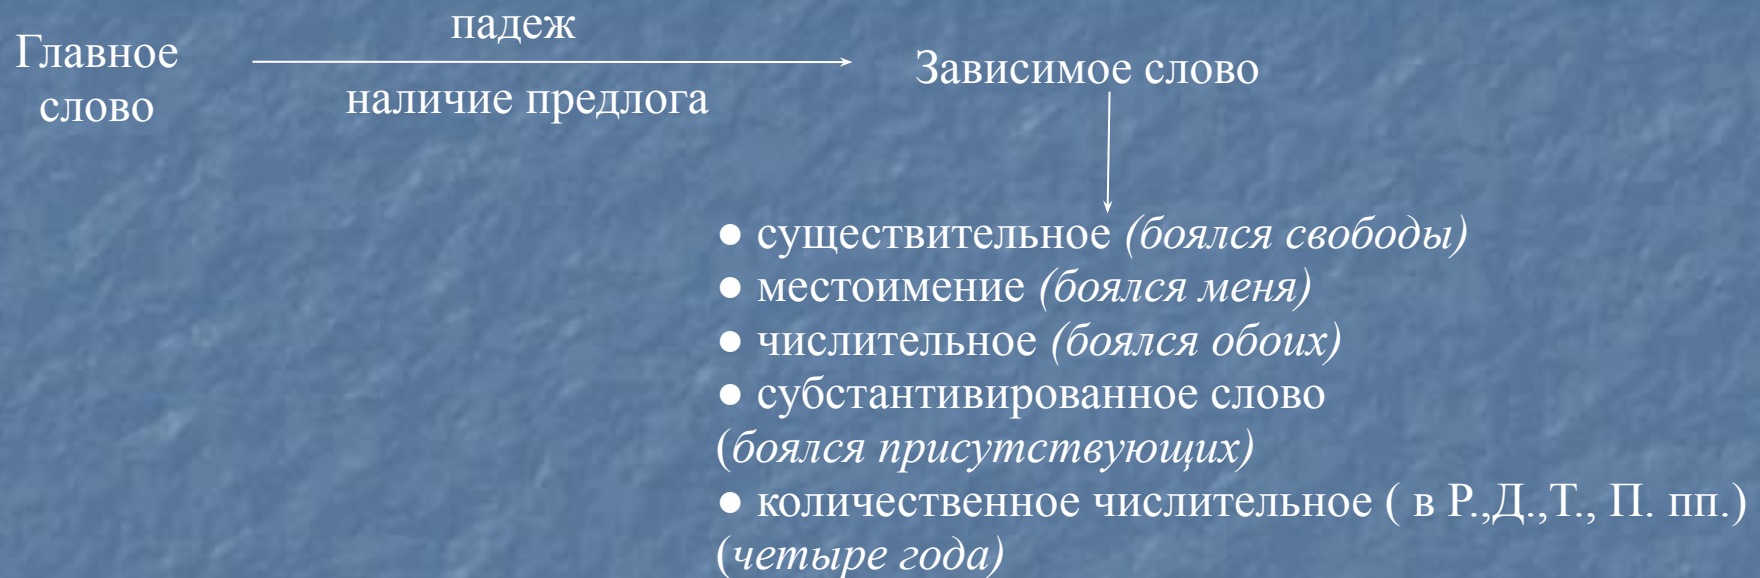 Главное
слово
падеж
наличие предлога
Зависимое слово
● существительное (боялся свободы)
● местоимение (боялся меня)
● числительное (боялся обоих)
● субстантивированное слово
(боялся присутствующих)
● количественное числительное ( в Р.,Д.,Т., П. пп.)
(четыре года)